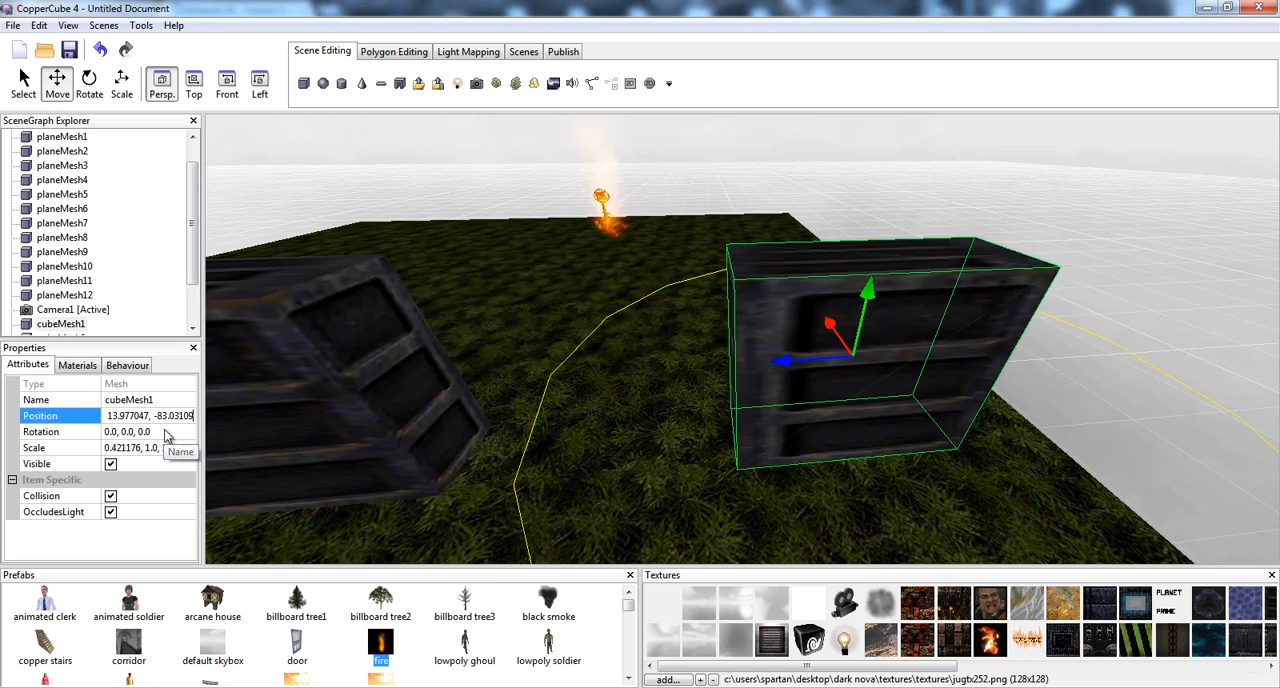 CopperCube 4 - Untitled Document
File Edit View Scenes Tools Help
Scene Editing Polygon Editing Light Mapping Scenes Publish
Select Move Rotate Scale Persp. Top Front Left
SceneGraph Explorer
planeMesh1
planeMesh2
planeMesh3
planeMesh4
planeMesh5
planeMesh6
planeMesh7
planeMesh8
planeMesh9
planeMesh10
planeMesh11
planeMesh12
Camera1 [Active]
cubeMesh1
Properties
Attributes Materials Behaviour
Type Mesh
Name cubeMesh1
Position 13.977047, -83.03109
Rotation 0.0, 0.0, 0.0
Name
Scale 0.421176, 1.0,
Visible
Item Specific
Collision
OccludesLight
Prefabs
animated clerk animated soldier arcane house billboard tree1 billboard tree2 billboard tree3 black smoke
copper stairs corridor default skybox door fire lowpoly ghoul lowpoly soldier
Textures
PLANET
PRIME
add... + - c:\users\spartan\desktop\dark nova\textures\textures\jugtx252.png (128x128)